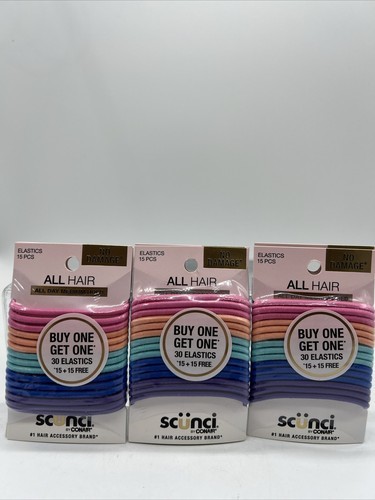 ELASTICS
15 PCS
NO
DAMAGE*
ALL HAIR
BUY ONE
GET ONE*
30 ELASTICS
*15 + 15 FREE
scünci.
BY CONAIR®
#1 HAIR ACCESSORY BRAND*
ELASTICS
15 PCS
NO
DAMAGE*
ALL HAIR
BUY ONE
GET ONE*
30 ELASTICS
*15 + 15 FREE
scünci.
BY CONAIR®
#1 HAIR ACCESSORY BRAND*
ELASTICS
15 PCS
NO
DAMAGE*
ALL HAIR
BUY ONE
GET ONE*
30 ELASTICS
*15 + 15 FREE
scünci.
BY CONAIR®
#1 HAIR ACCESSORY BRAND*